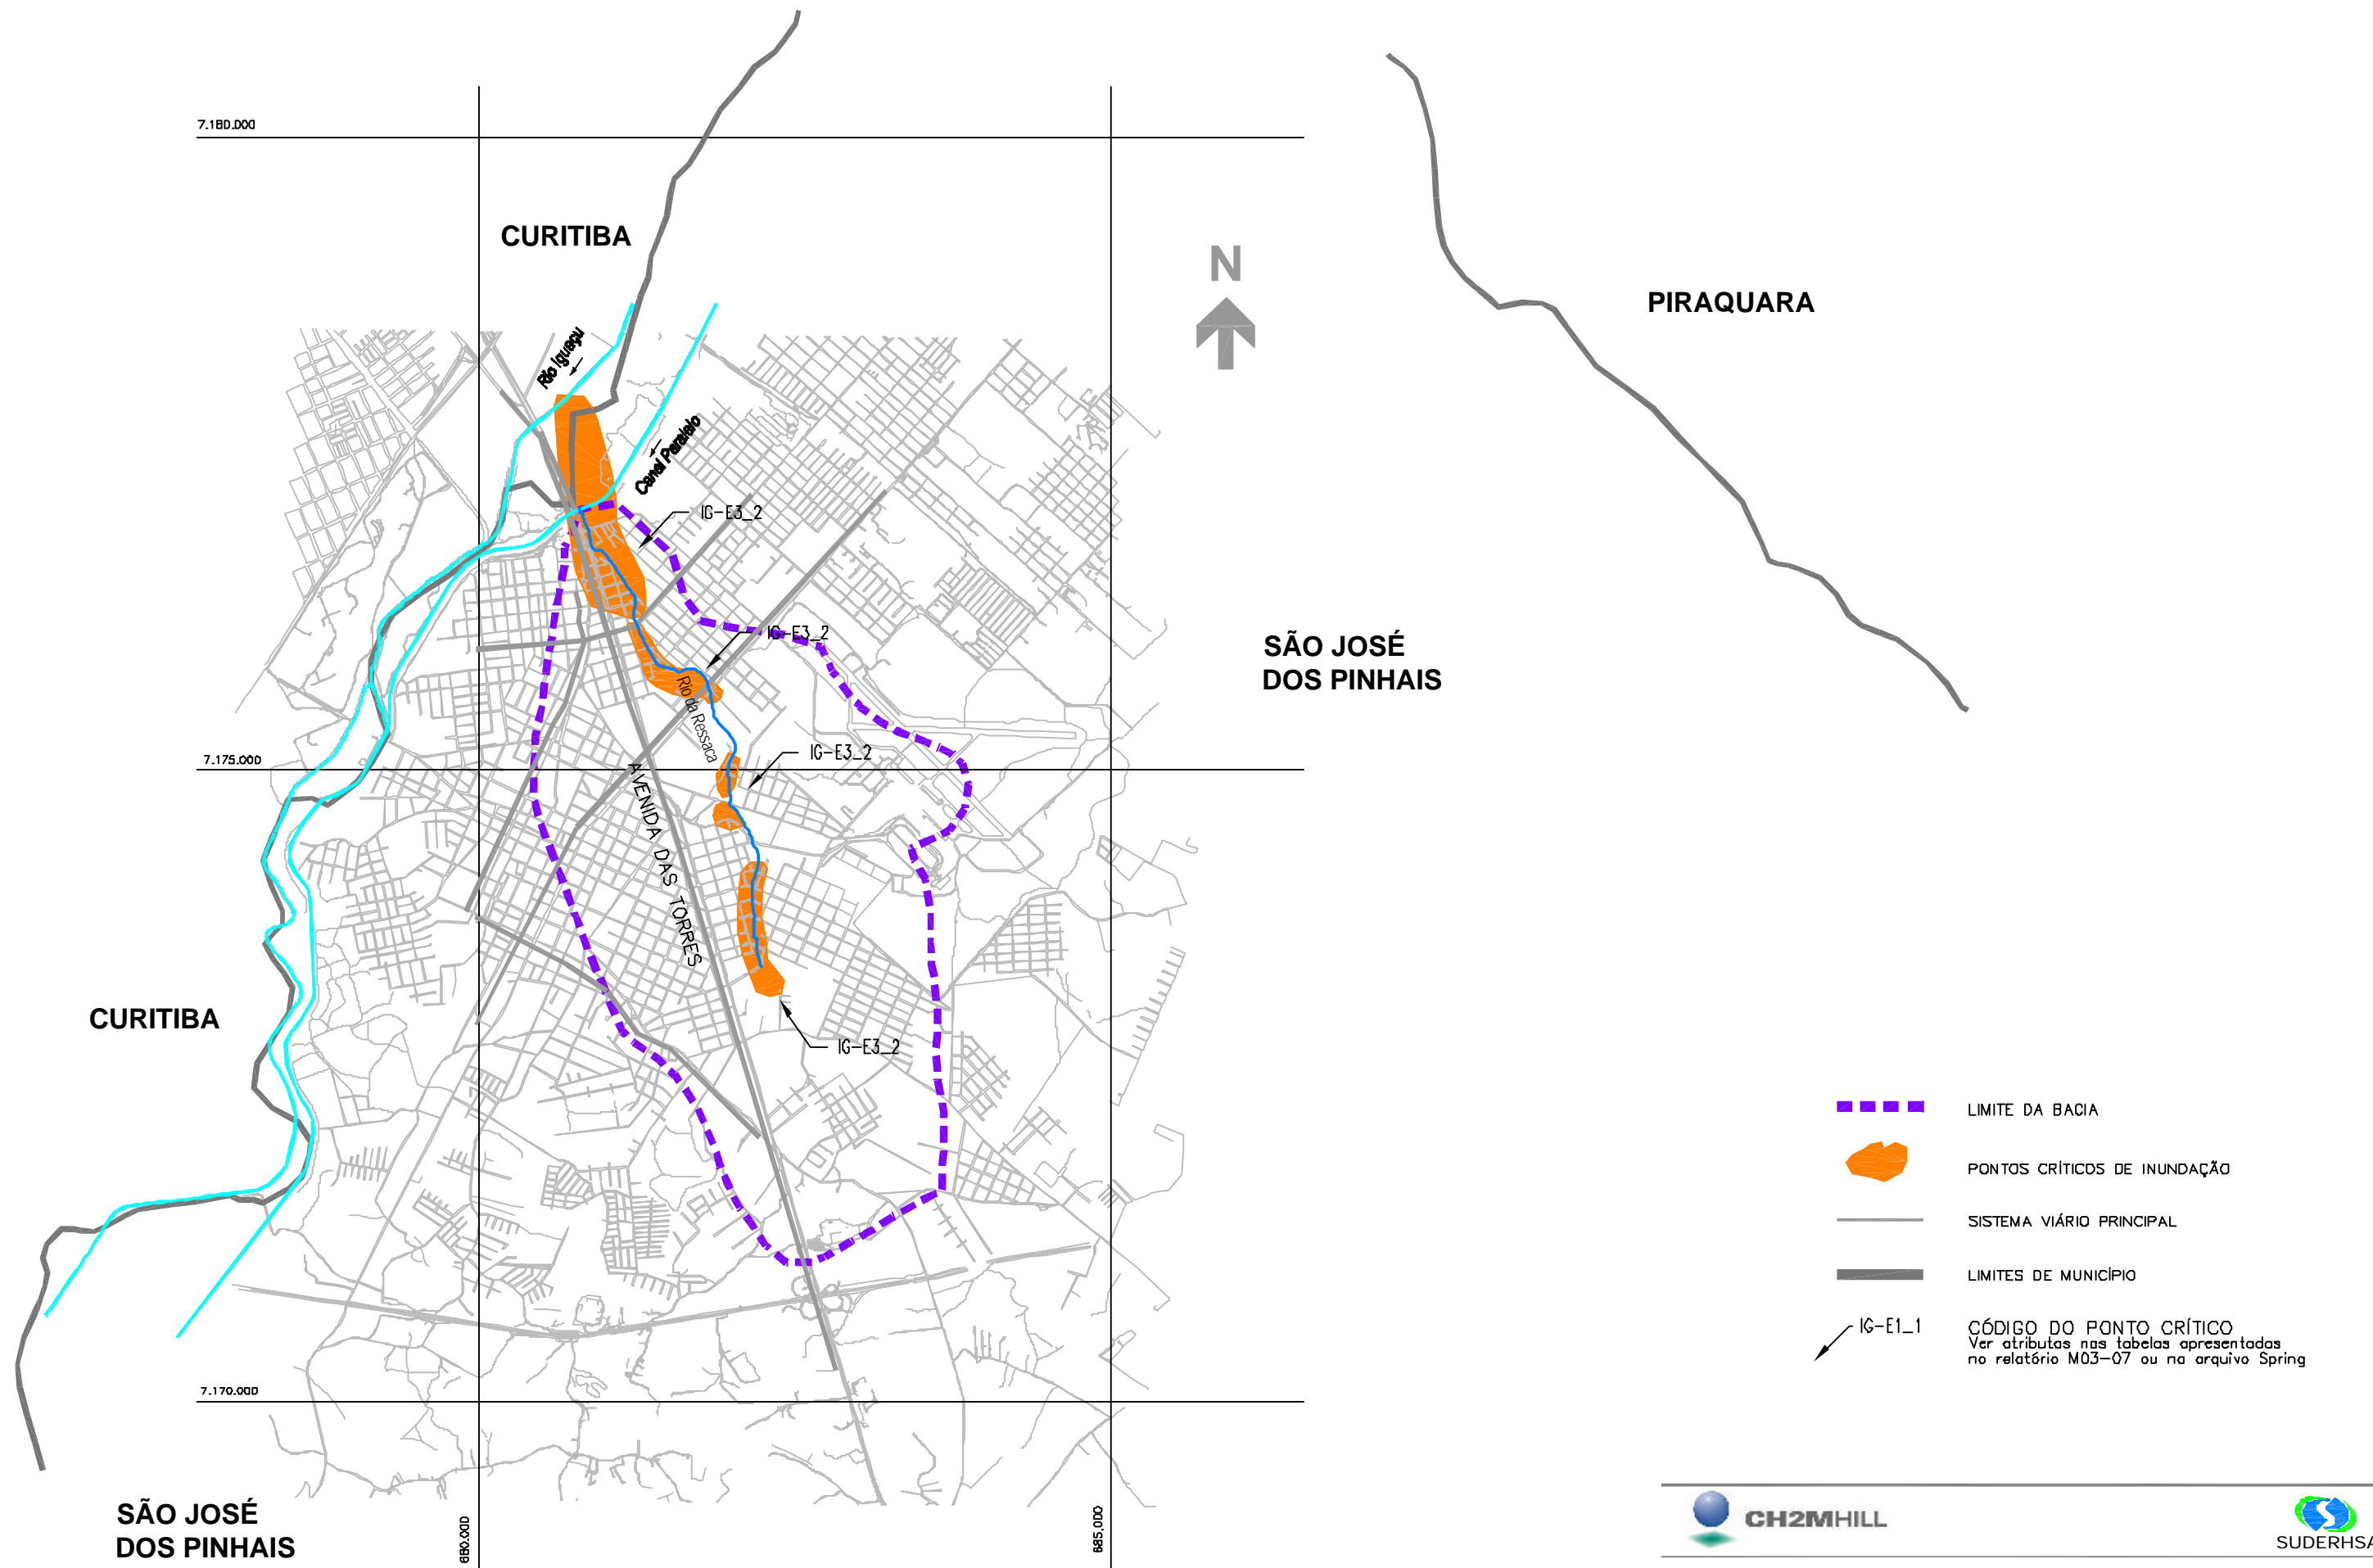 7.180.000
CURITIBA
N
PIRAQUARA
Rio Iguaçu
Canal Paralelo
IG-E3_2
IG-E3_2
SÃO JOSÉ
DOS PINHAIS
Rio da Ressaca
IG-E3_2
7.175.000
AVENIDA DAS TORRES
CURITIBA
IG-E3_2
LIMITE DA BACIA
PONTOS CRÍTICOS DE INUNDAÇÃO
SISTEMA VIÁRIO PRINCIPAL
LIMITES DE MUNICÍPIO
IG-E1_1
CÓDIGO DO PONTO CRÍTICO
Ver atributos nas tabelas apresentadas
no relatório M03-07 ou no arquivo Spring
7.170.000
SÃO JOSÉ
DOS PINHAIS
680.000
685.000
CH2MHILL
SUDERHSA